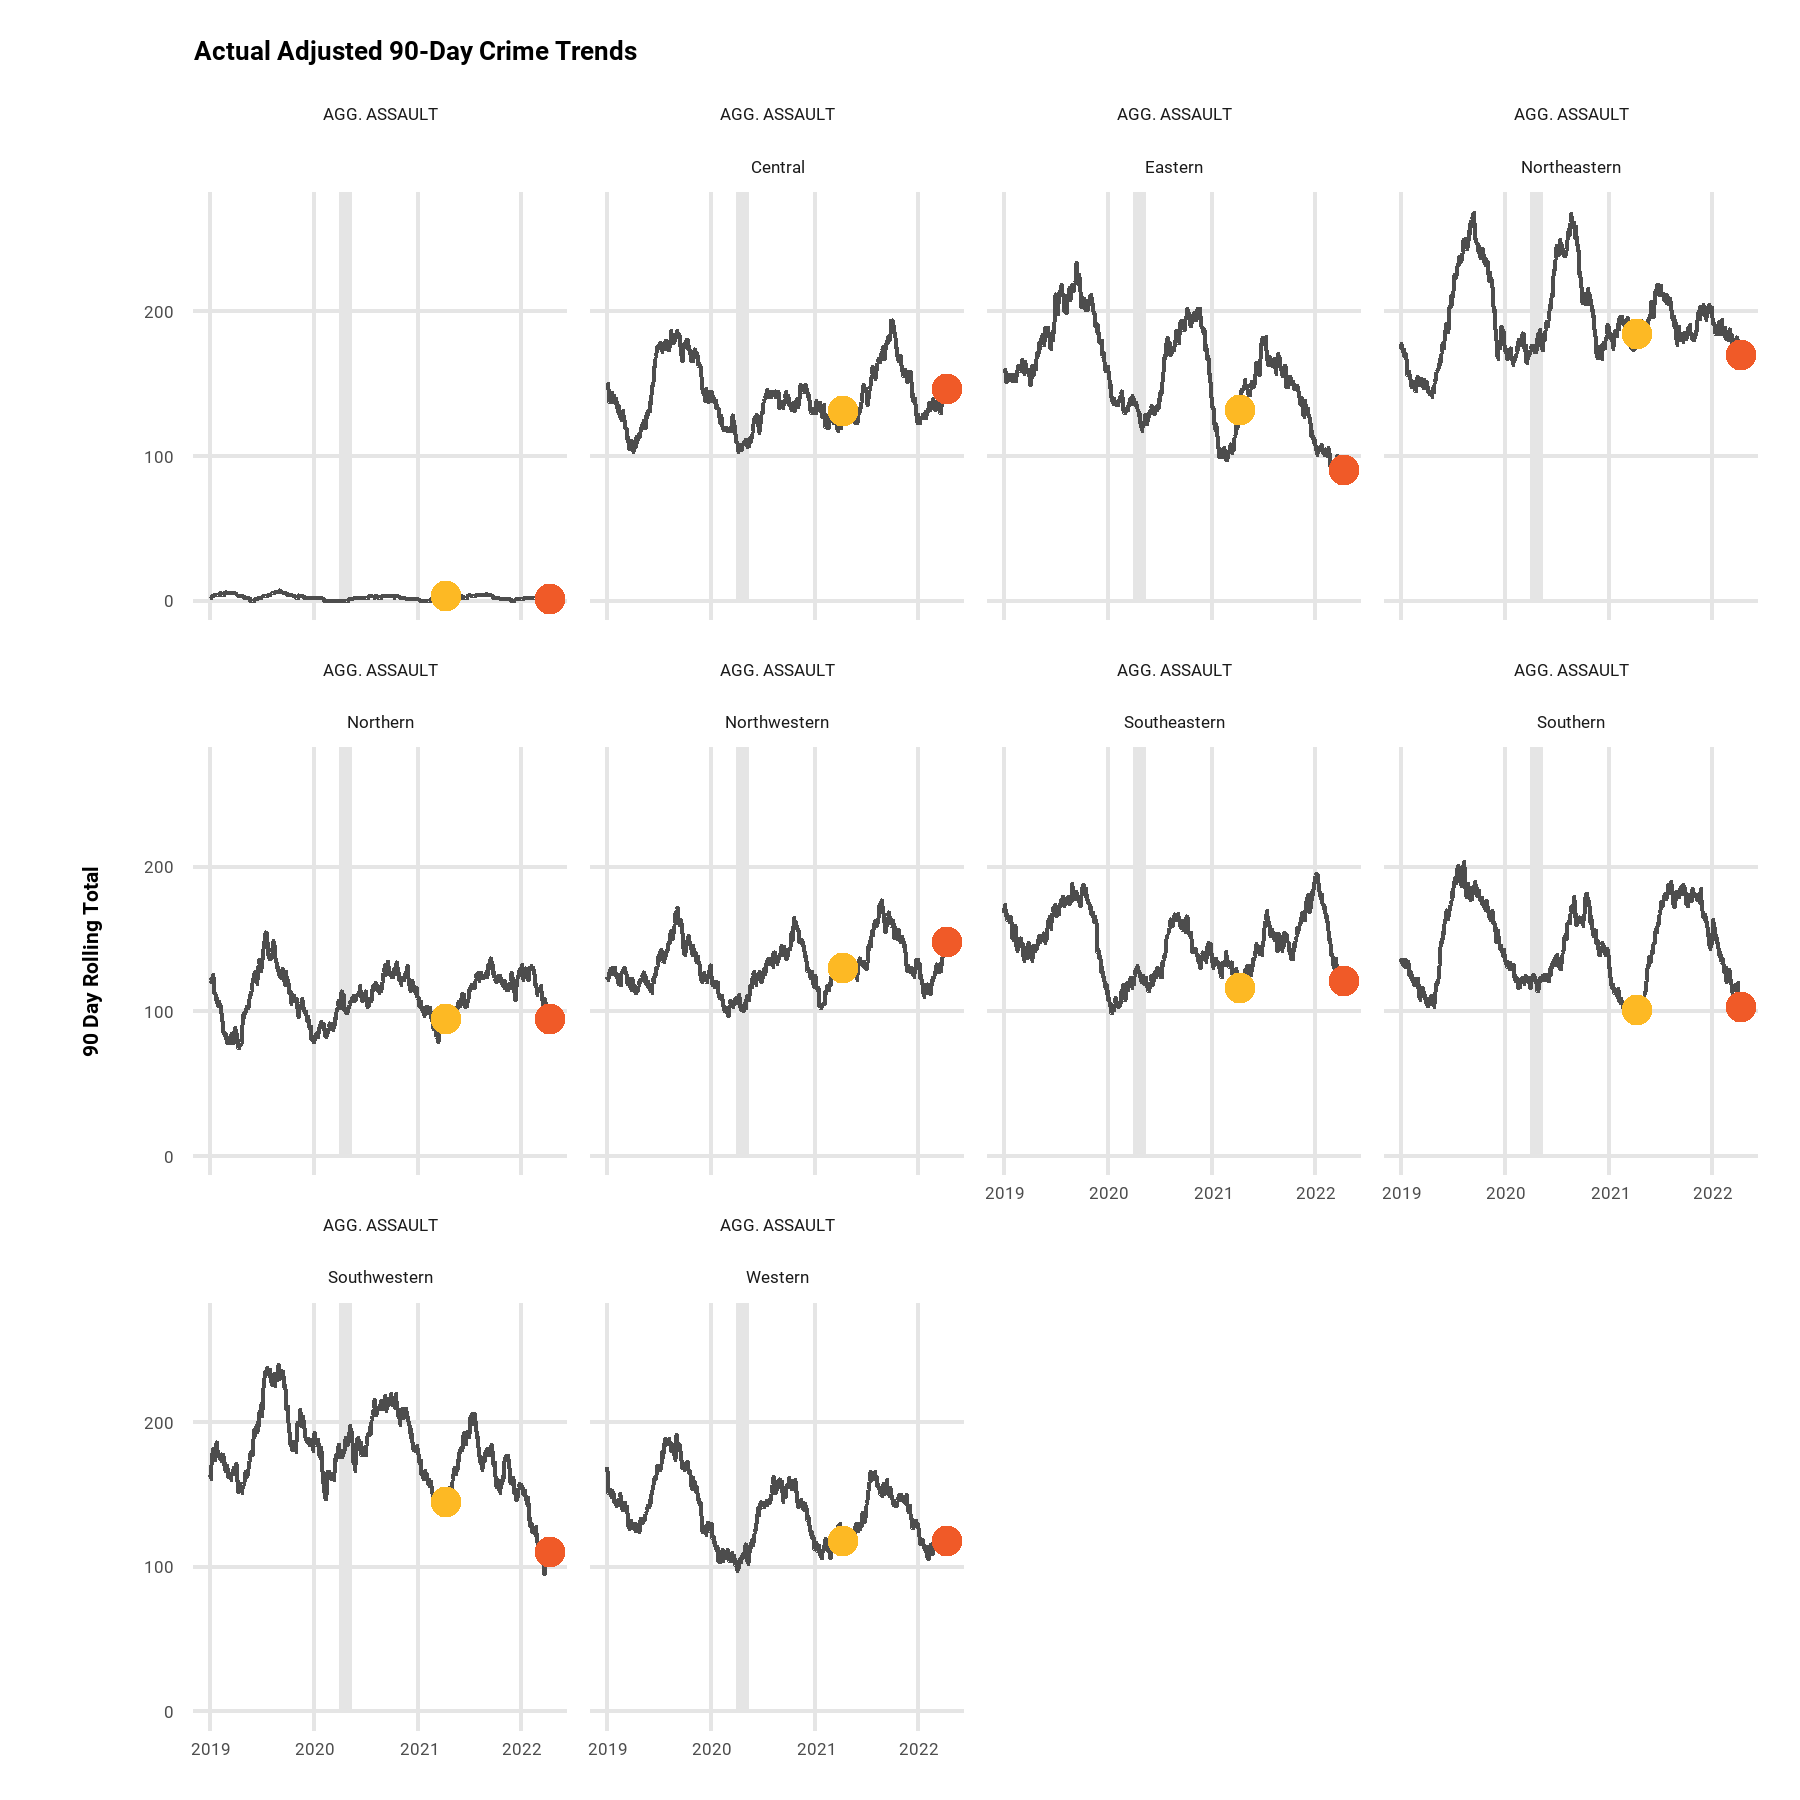 Actual Adjusted 90-Day Crime Trends
AGG. ASSAULT
AGG. ASSAULT
AGG. ASSAULT
AGG. ASSAULT
Central
Eastern
Northeastern
200
100
0
AGG. ASSAULT
AGG. ASSAULT
AGG. ASSAULT
AGG. ASSAULT
Northern
Northwestern
Southeastern
Southern
90 Day Rolling Total
200
100
0
2019 2020 2021 2022
2019 2020 2021 2022
AGG. ASSAULT
AGG. ASSAULT
Southwestern
Western
200
100
0
2019 2020 2021 2022
2019 2020 2021 2022